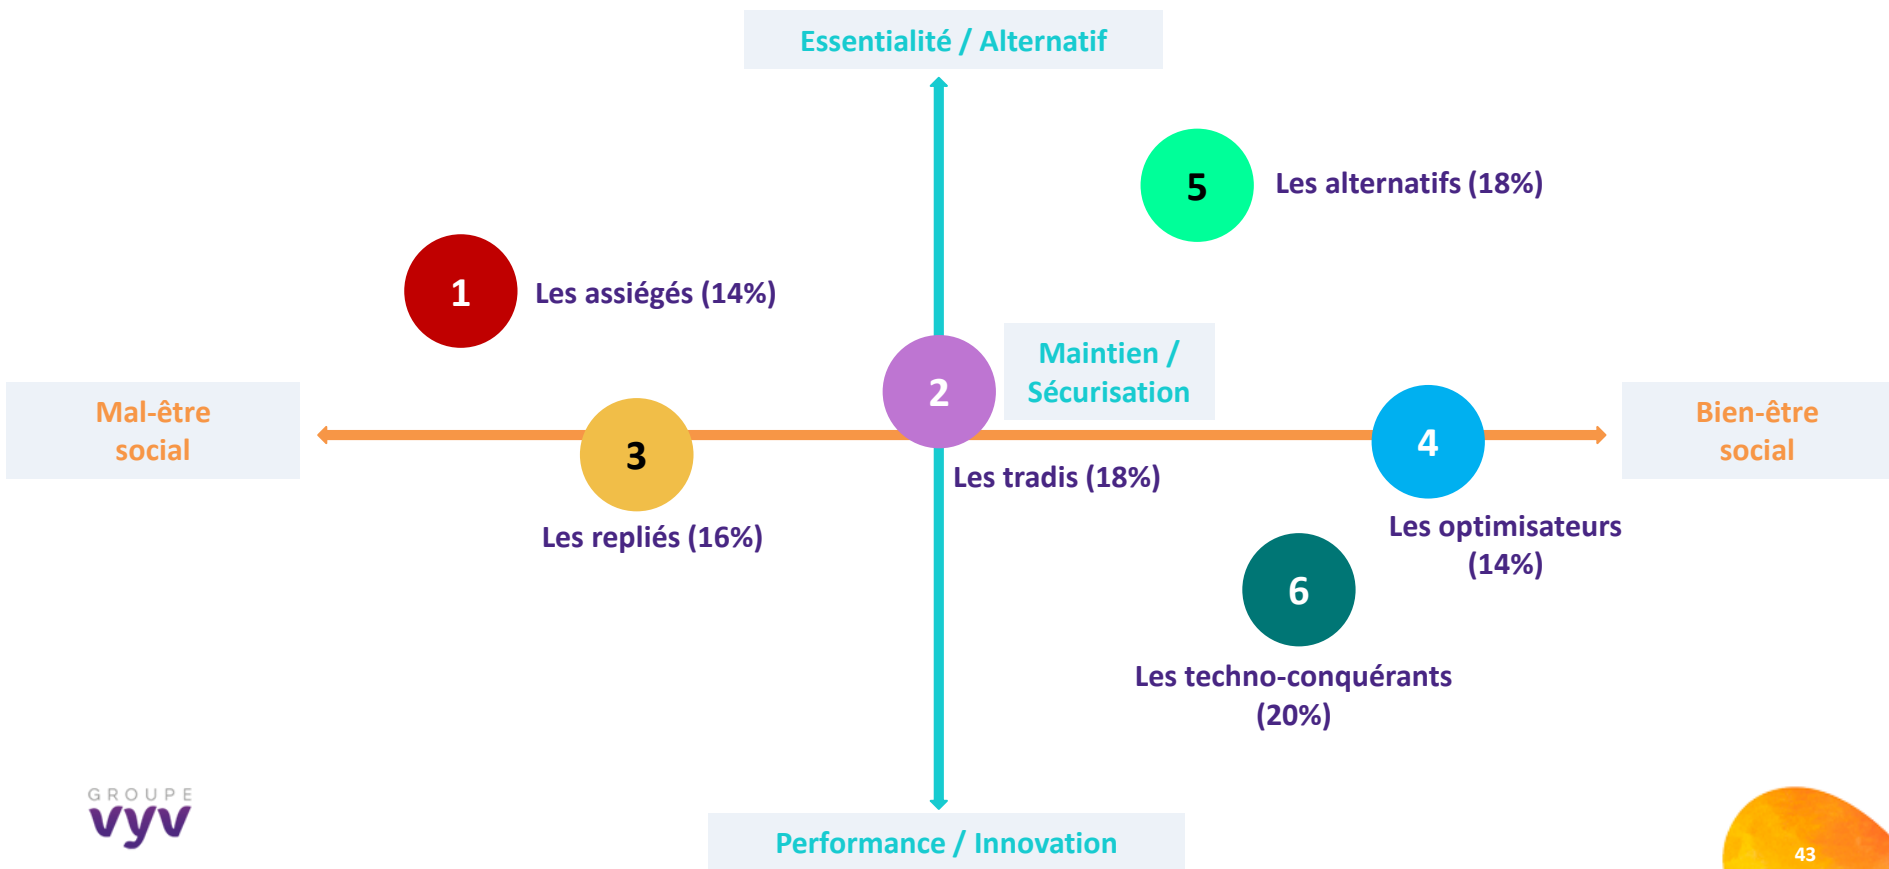 Essentialité / Alternatif
5
Les alternatifs (18%)
1
Les assiégés (14%)
Maintien /
Sécurisation
2
Mal-être
social
Bien-être
social
3
4
Les tradis (18%)
Les repliés (16%)
Les optimisateurs
(14%)
6
Les techno-conquérants
(20%)
GROUPE
vyv
Performance / Innovation
43